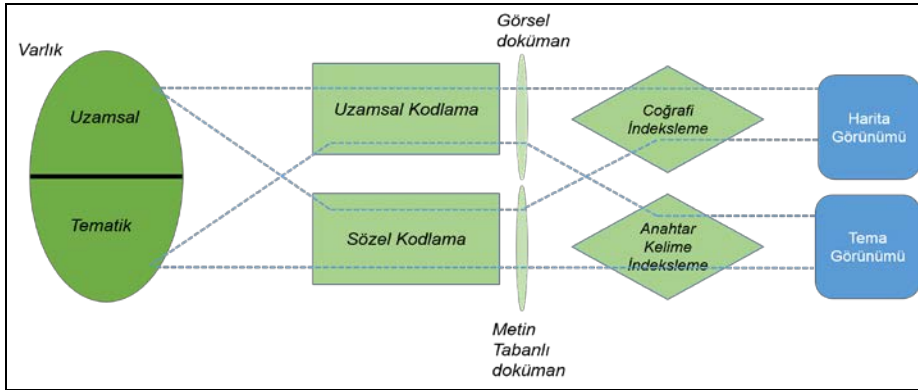 Varlık
Uzamsal
Tematik
Uzamsal Kodlama
Sözel Kodlama
Görsel
doküman
Metin
Tabanlı
doküman
Coğrafi
İndeksleme
Anahtar
Kelime
İndeksleme
Harita
Görünümü
Tema
Görünümü